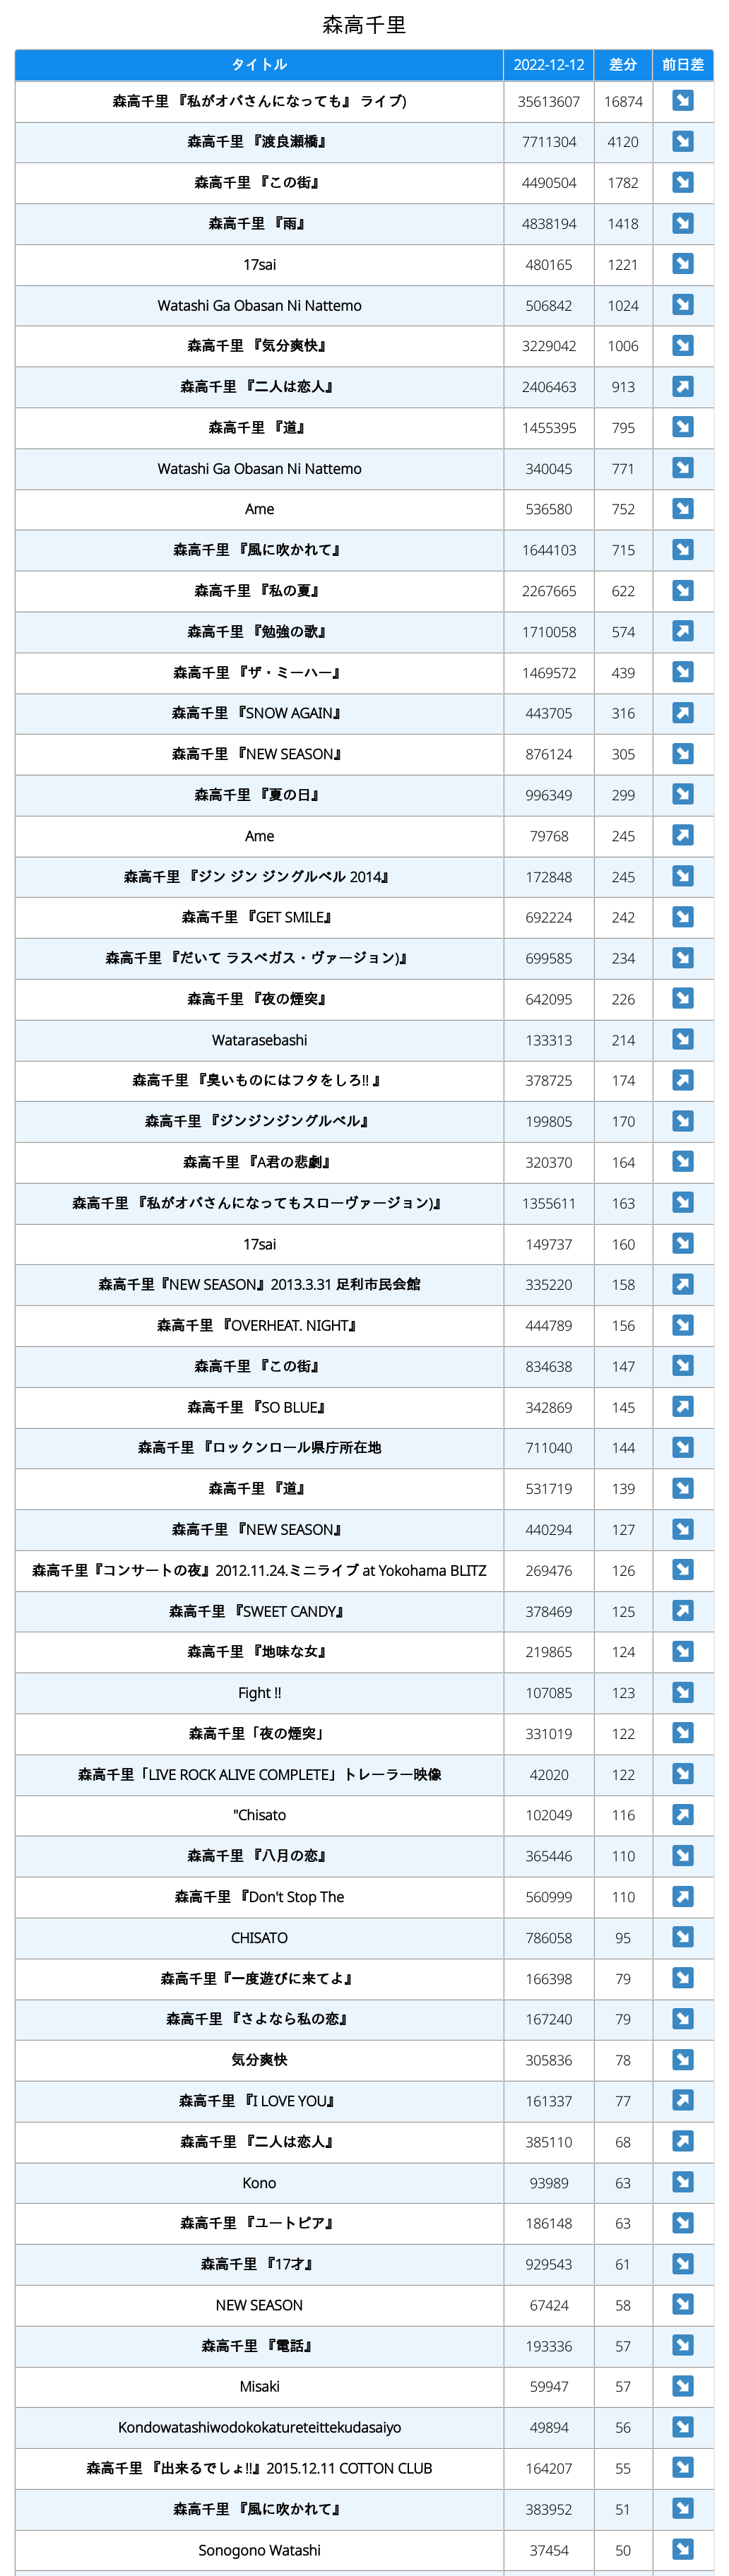 森高千里
タイトル 2022-12-12 差分 前日差
森高千里 『私がオバさんになっても』 ライブ) 35613607 16874
森高千里 『渡良瀬橋』 7711304 4120
森高千里 『この街』 4490504 1782
森高千里 『雨』 4838194 1418
17sai 480165 1221
Watashi Ga Obasan Ni Nattemo 506842 1024
森高千里 『気分爽快』 3229042 1006
森高千里 『二人は恋人』 2406463 913
森高千里 『道』 1455395 795
Watashi Ga Obasan Ni Nattemo 340045 771
Ame 536580 752
森高千里 『風に吹かれて』 1644103 715
森高千里 『私の夏』 2267665 622
森高千里 『勉強の歌』 1710058 574
森高千里 『ザ・ミーハー』 1469572 439
森高千里 『SNOW AGAIN』 443705 316
森高千里 『NEW SEASON』 876124 305
森高千里 『夏の日』 996349 299
Ame 79768 245
森高千里 『ジン ジン ジングルベル 2014』 172848 245
森高千里 『GET SMILE』 692224 242
森高千里 『だいて ラスベガス・ヴァージョン)』 699585 234
森高千里 『夜の煙突』 642095 226
Watarasebashi 133313 214
森高千里 『臭いものにはフタをしろ!! 』 378725 174
森高千里 『ジンジンジングルベル』 199805 170
森高千里 『A君の悲劇』 320370 164
森高千里 『私がオバさんになってもスローヴァージョン)』 1355611 163
17sai 149737 160
森高千里『NEW SEASON』2013.3.31 足利市民会館 335220 158
森高千里 『OVERHEAT. NIGHT』 444789 156
森高千里 『この街』 834638 147
森高千里 『SO BLUE』 342869 145
森高千里 『ロックンロール県庁所在地 711040 144
森高千里 『道』 531719 139
森高千里 『NEW SEASON』 440294 127
森高千里『コンサートの夜』2012.11.24.ミニライブ at Yokohama BLITZ 269476 126
森高千里 『SWEET CANDY』 378469 125
森高千里 『地味な女』 219865 124
Fight !! 107085 123
森高千里「夜の煙突」 331019 122
森高千里「LIVE ROCK ALIVE COMPLETE」トレーラー映像 42020 122
"Chisato 102049 116
森高千里 『八月の恋』 365446 110
森高千里 『Don't Stop The 560999 110
CHISATO 786058 95
森高千里『一度遊びに来てよ』 166398 79
森高千里 『さよなら私の恋』 167240 79
気分爽快 305836 78
森高千里 『I LOVE YOU』 161337 77
森高千里 『二人は恋人』 385110 68
Kono 93989 63
森高千里 『ユートピア』 186148 63
森高千里 『17才』 929543 61
NEW SEASON 67424 58
森高千里 『電話』 193336 57
Misaki 59947 57
Kondowatashiwodokokatureteittekudasaiyo 49894 56
森高千里 『出来るでしょ!!』2015.12.11 COTTON CLUB 164207 55
森高千里 『風に吹かれて』 383952 51
Sonogono Watashi 37454 50